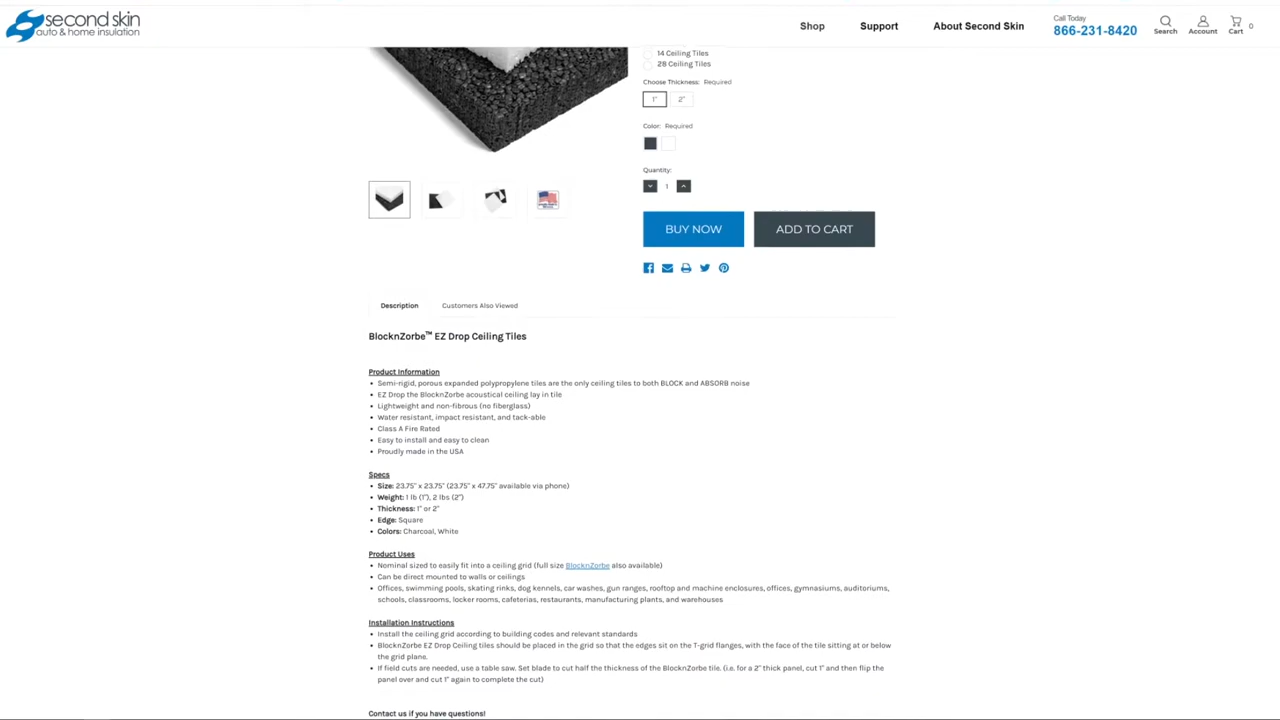 second skin
auto & home insulation
Shop
Support
About Second Skin
Call Today
866-231-8420
Search
Account
Cart
0
14 Ceiling Tiles
28 Ceiling Tiles
Choose Thickness: Required
1"
2"
Color: Required
Quantity:
1
BUY NOW
ADD TO CART
Description
Customers Also Viewed
BlocknZorbe™ EZ Drop Ceiling Tiles
Product Information
• Semi-rigid, porous expanded polypropylene tiles are the only ceiling tiles to both BLOCK and ABSORB noise
• EZ Drop the BlocknZorbe acoustical ceiling lay in tile
• Lightweight and non-fibrous (no fiberglass)
• Water resistant, impact resistant, and tack-able
• Class A Fire Rated
• Easy to install and easy to clean
• Proudly made in the USA
Specs
• Size: 23.75" x 23.75" (23.75" x 47.75" available via phone)
• Weight: 1 lb (1"), 2 lbs (2")
• Thickness: 1" or 2"
• Edge: Square
• Colors: Charcoal, White
Product Uses
• Nominal sized to easily fit into a ceiling grid (full size BlocknZorbe also available)
• Can be direct mounted to walls or ceilings
• Offices, swimming pools, skating rinks, dog kennels, car washes, gun ranges, rooftop and machine enclosures, offices, gymnasiums, auditoriums,
schools, classrooms, locker rooms, cafeterias, restaurants, manufacturing plants, and warehouses
Installation Instructions
• Install the ceiling grid according to building codes and relevant standards
• BlocknZorbe EZ Drop Ceiling tiles should be placed in the grid so that the edges sit on the T-grid flanges, with the face of the tile sitting at or below
the grid plane.
• If field cuts are needed, use a table saw. Set blade to cut half the thickness of the BlocknZorbe tile. (i.e. for a 2" thick panel, cut 1" and then flip the
panel over and cut 1" again to complete the cut)
Contact us if you have questions!